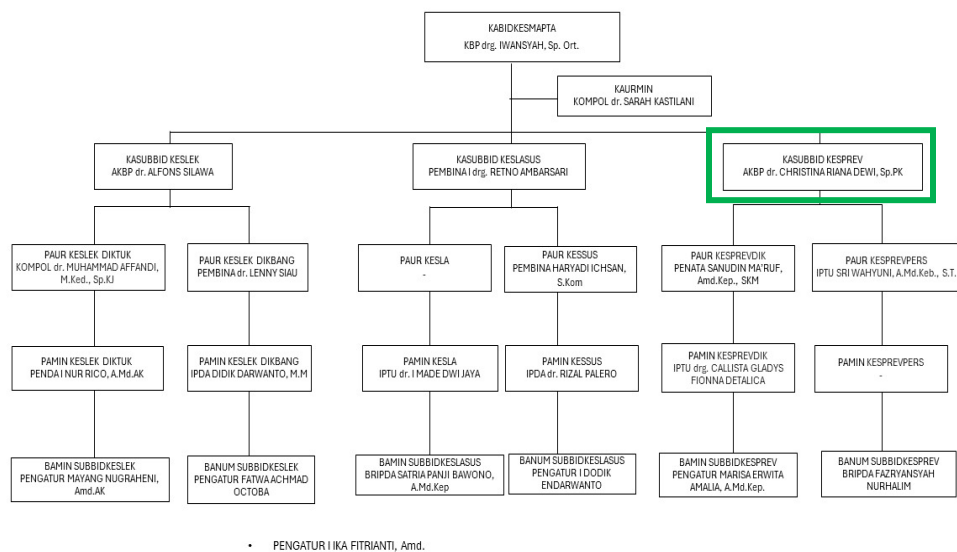 KABIDKESMAPTA
KBP drg. IWANSYAH, Sp. Ort.
KAURMIN
KOMPOL dr. SARAH KASTILANI
KASUBBID KESLEK
AKBP dr. ALFONS SILAWA
KASUBBID KESLASUS
PEMBINA I drg. RETNO AMBARSARI
KASUBBID KESPREV
AKBP dr. CHRISTINA RIANA DEWI, Sp.PK
PAUR KESLEK DIKTUK
KOMPOL dr. MUHAMMAD AFFANDI,
M.Ked., Sp.KJ
PAUR KESLEK DIKBANG
PEMBINA dr. LENNY SIAU
PAUR KESLA
-
PAUR KESSUS
PEMBINA HARYADI ICHSAN,
S.Kom
PAUR KESPREVDIK
PENATA SANUDIN MA'RUF,
Amd.Kep., SKM
PAUR KESPREVPERS
IPTU SRI WAHYUNI, A.Md.Keb., S.T.
PAMIN KESLEK DIKTUK
PENDA I NUR RICO, A.Md.AK
PAMIN KESLEK DIKBANG
IPDA DIDIK DARWANTO, M.M
PAMIN KESLA
IPTU dr. I MADE DWI JAYA
PAMIN KESSUS
IPDA dr. RIZAL PALERO
PAMIN KESPREVDIK
IPTU drg. CALLISTA GLADYS
FIONNA DETALICA
PAMIN KESPREVPERS
-
BAMIN SUBBIDKESLEK
PENGATUR MAYANG NUGRAHENI,
Amd.AK
BANUM SUBBIDKESLEK
PENGATUR FATWA ACHMAD
OCTOBA
BAMIN SUBBIDKESLASUS
BRIPDA SATRIA PANJI BAWONO,
A.Md.Kep
BANUM SUBBIDKESLASUS
PENGATUR I DODIK
ENDARWANTO
BAMIN SUBBIDKESPREV
PENGATUR MARISA ERWITA
AMALIA, A.Md.Kep.
BANUM SUBBIDKESPREV
BRIPDA FAZRYANSYAH
NURHALIM
• PENGATUR I IKA FITRIANTI, Amd.